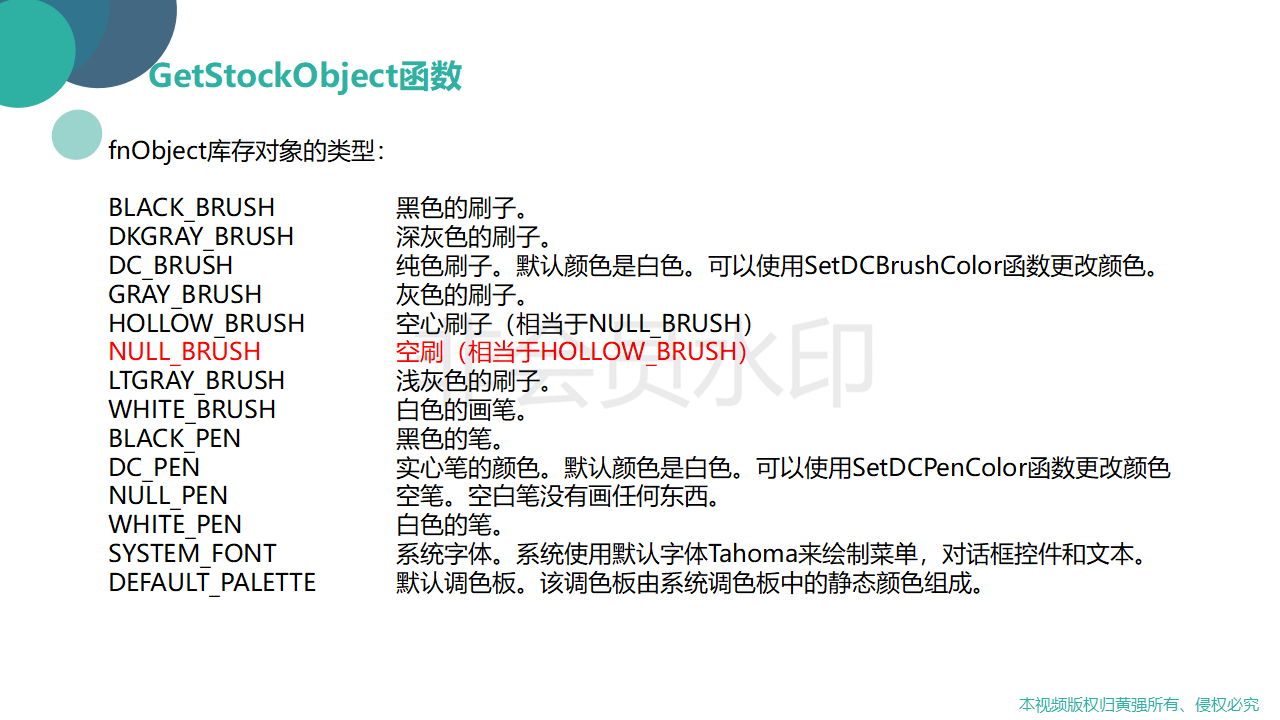 GetStockObject函数
fnObject库存对象的类型：
BLACK_BRUSH 黑色的刷子。
DKGRAY_BRUSH 深灰色的刷子。
DC_BRUSH 纯色刷子。默认颜色是白色。可以使用SetDCBrushColor函数更改颜色。
GRAY_BRUSH 灰色的刷子。
HOLLOW_BRUSH 空心刷子（相当于NULL_BRUSH）
NULL_BRUSH 空刷（相当于HOLLOW_BRUSH）
LTGRAY_BRUSH 浅灰色的刷子。
WHITE_BRUSH 白色的画笔。
BLACK_PEN 黑色的笔。
DC_PEN 实心笔的颜色。默认颜色是白色。可以使用SetDCPenColor函数更改颜色
NULL_PEN 空笔。空白笔没有画任何东西。
WHITE_PEN 白色的笔。
SYSTEM_FONT 系统字体。系统使用默认字体Tahoma来绘制菜单，对话框控件和文本。
DEFAULT_PALETTE 默认调色板。该调色板由系统调色板中的静态颜色组成。
非会员水印
本视频版权归黄强所有、侵权必究